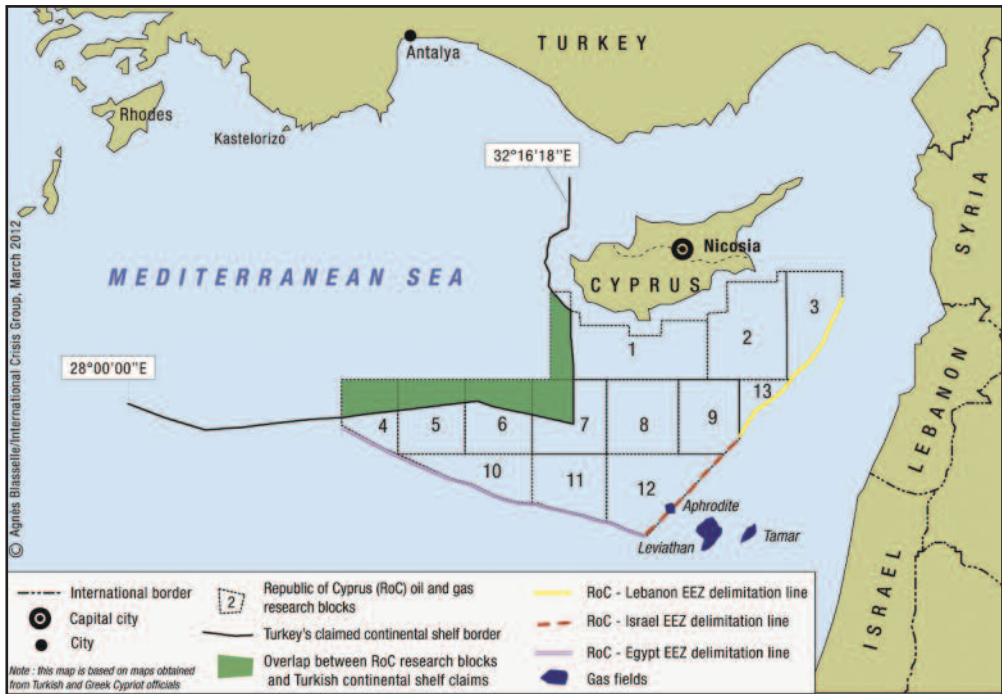 TURKEY
Antalya
Rhodes
Kastelorizo
32°16'18"E
SYRIA
Nicosia
CYPRUS
MEDITERRANEAN SEA
28°00'00"E
1
2
3
13
4
5
6
7
8
9
10
11
12
Aphrodite
Leviathan
Tamar
LEBANON
ISRAEL
© Agnès Blasselle/International Crisis Group, March 2012
International border
Capital city
City
Note : this map is based on maps obtained
from Turkish and Greek Cypriot officials
2
Republic of Cyprus (RoC) oil and gas
research blocks
Turkey's claimed continental shelf border
Overlap between RoC research blocks
and Turkish continental shelf claims
RoC - Lebanon EEZ delimitation line
RoC - Israel EEZ delimitation line
RoC - Egypt EEZ delimitation line
Gas fields